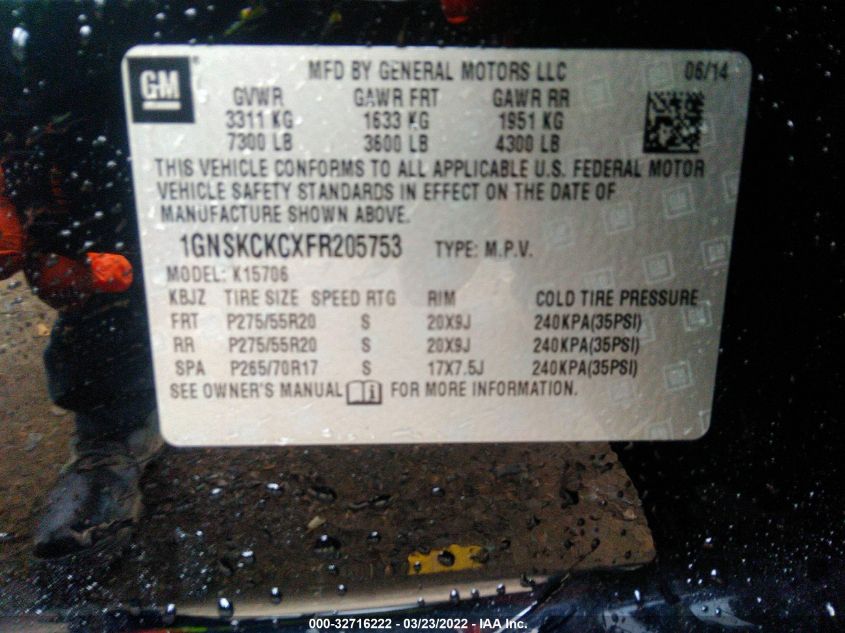 GM
MFD BY GENERAL MOTORS LLC 06/14
GVWR GAWR FRT GAWR RR
3311 KG 1633 KG 1951 KG
7300 LB 3600 LB 4300 LB
THIS VEHICLE CONFORMS TO ALL APPLICABLE U.S. FEDERAL MOTOR
VEHICLE SAFETY STANDARDS IN EFFECT ON THE DATE OF
MANUFACTURE SHOWN ABOVE.
1GNSKCKCXFR205753 TYPE: M.P.V.
MODEL: K15706
KBJZ TIRE SIZE SPEED RTG RIM COLD TIRE PRESSURE
FRT P275/55R20 S 20X9J 240KPA(35PSI)
RR P275/55R20 S 20X9J 240KPA(35PSI)
SPA P265/70R17 S 17X7.5J 240KPA(35PSI)
SEE OWNER'S MANUAL FOR MORE INFORMATION.
000-32716222 - 03/23/2022 - IAA Inc.